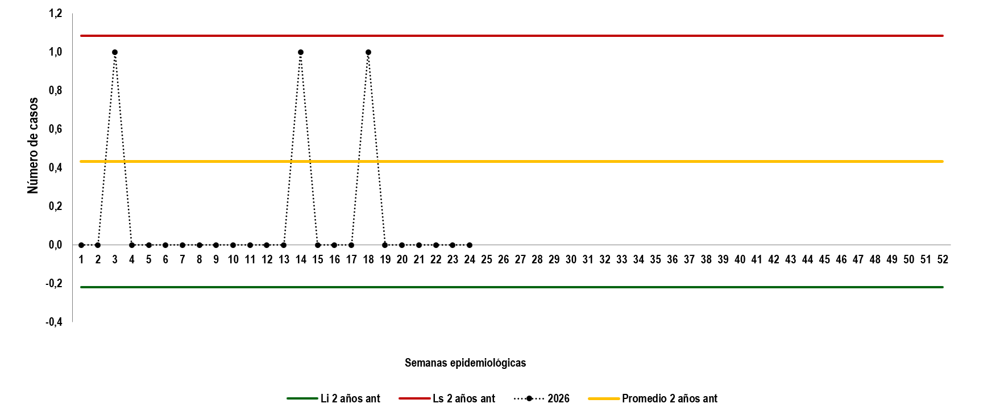 1,2
1,0
0,8
0,6
0,4
0,2
0,0
-0,2
-0,4
Número de casos
1 2 3 4 5 6 7 8 9 10 11 12 13 14 15 16 17 18 19 20 21 22 23 24 25 26 27 28 29 30 31 32 33 34 35 36 37 38 39 40 41 42 43 44 45 46 47 48 49 50 51 52
Semanas epidemiológicas
Li 2 años ant Ls 2 años ant 2026 Promedio 2 años ant